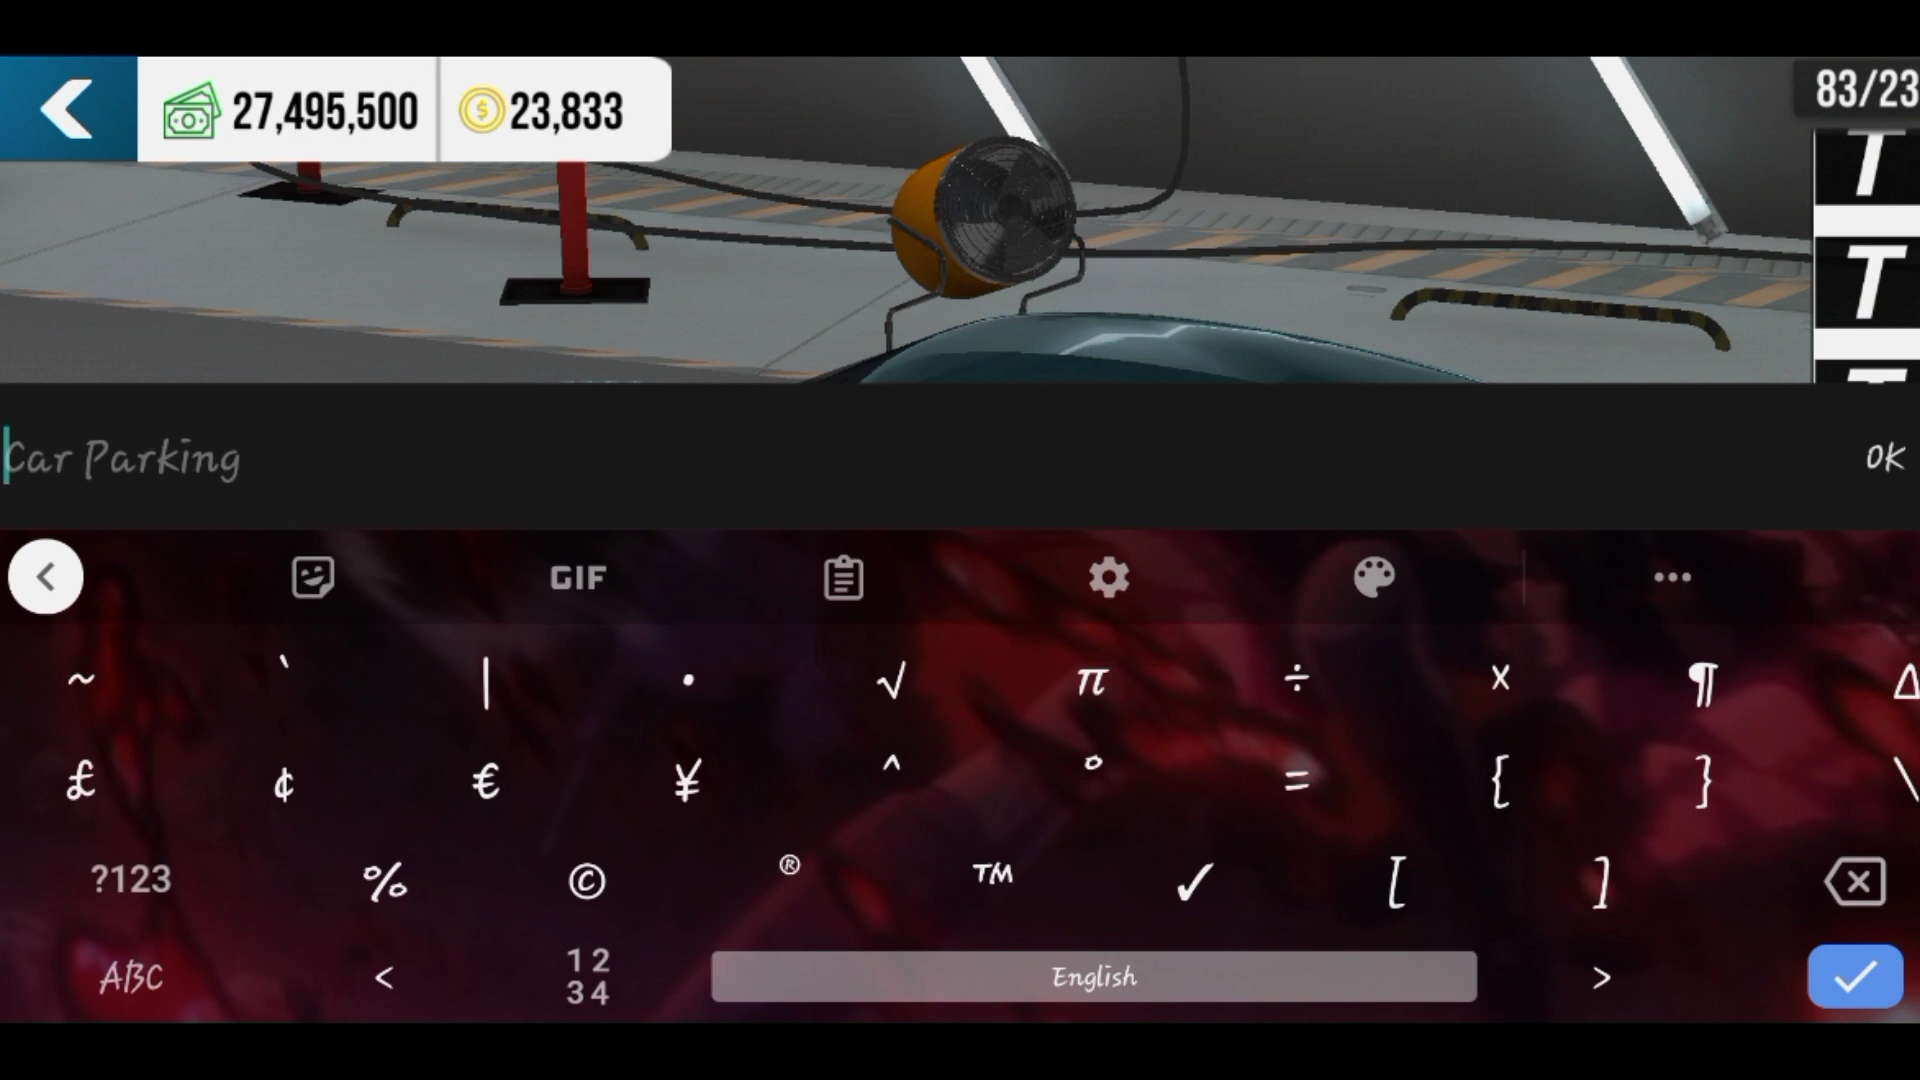 27,495,500 23,833
83/23
T
T
T
Car Parking OK
GIF
~ ` | • √ π ÷ × ¶ Δ
£ ¢ € ¥ ^ ° = { } \
?123 % © ® ™ ✓ [ ]
ABC < 12 English >
34